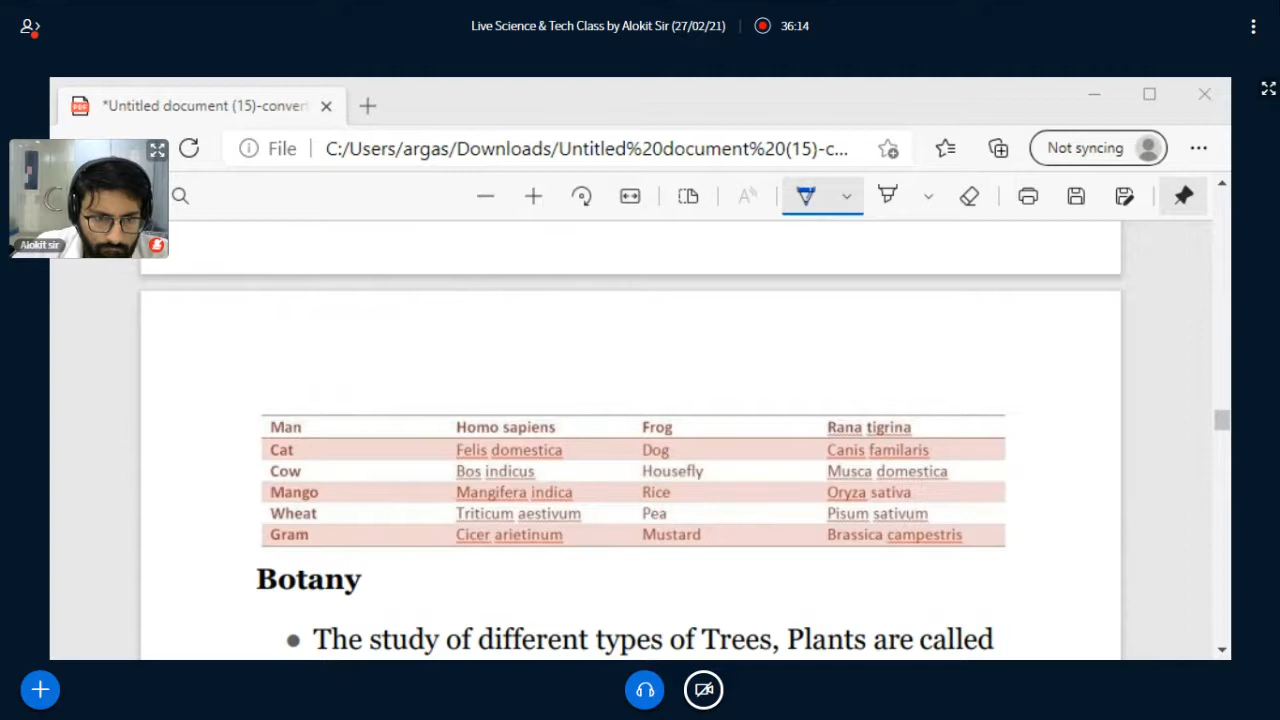 Live Science & Tech Class by Alokit Sir (27/02/21) 36:14
*Untitled document (15)-conver
File C:/Users/argas/Downloads/Untitled%20document%20(15)-c... Not syncing
Alokit sir
Man Homo sapiens Frog Rana tigrina
Cat Felis domestica Dog Canis familaris
Cow Bos indicus Housefly Musca domestica
Mango Mangifera indica Rice Oryza sativa
Wheat Triticum aestivum Pea Pisum sativum
Gram Cicer arietinum Mustard Brassica campestris
Botany
● The study of different types of Trees, Plants are called